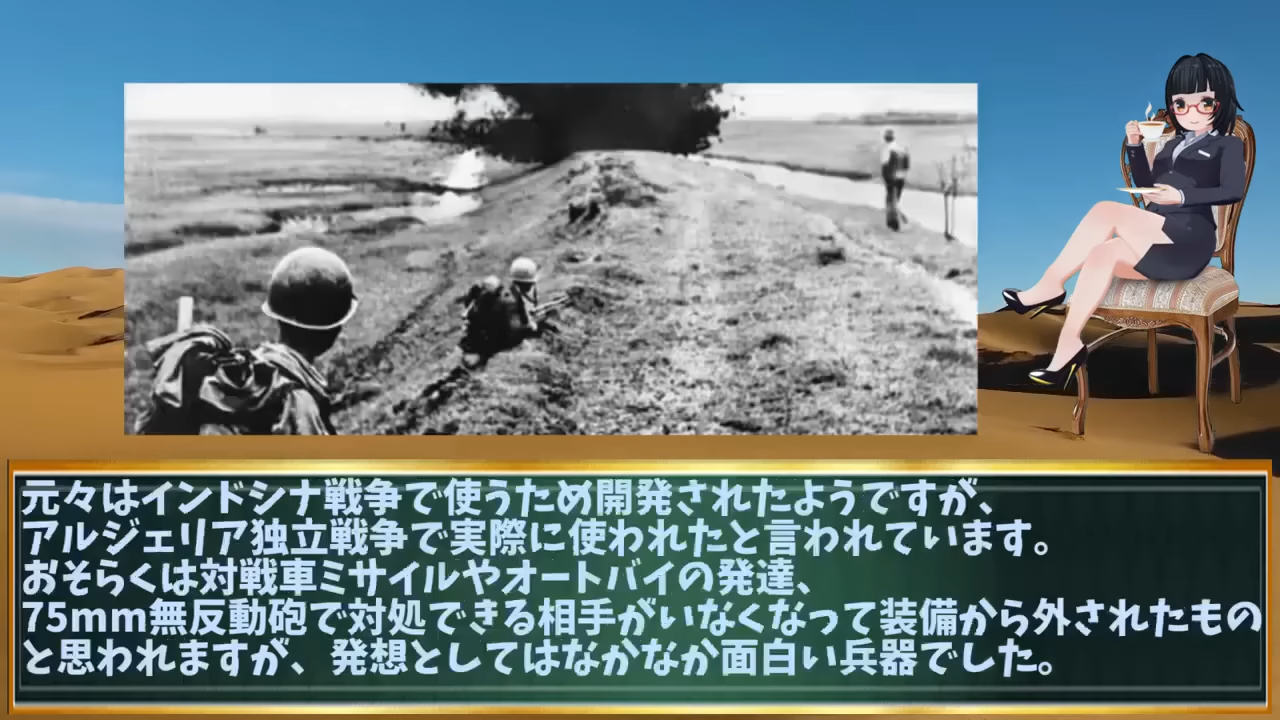 元々はインドシナ戦争で使うため開発されたようですが、
アルジェリア独立戦争で実際に使われたと言われています。
おそらくは対戦車ミサイルやオートバイの発達、
75mm無反動砲で対処できる相手がいなくなって装備から外されたもの
と思われますが、発想としてはなかなか面白い兵器でした。